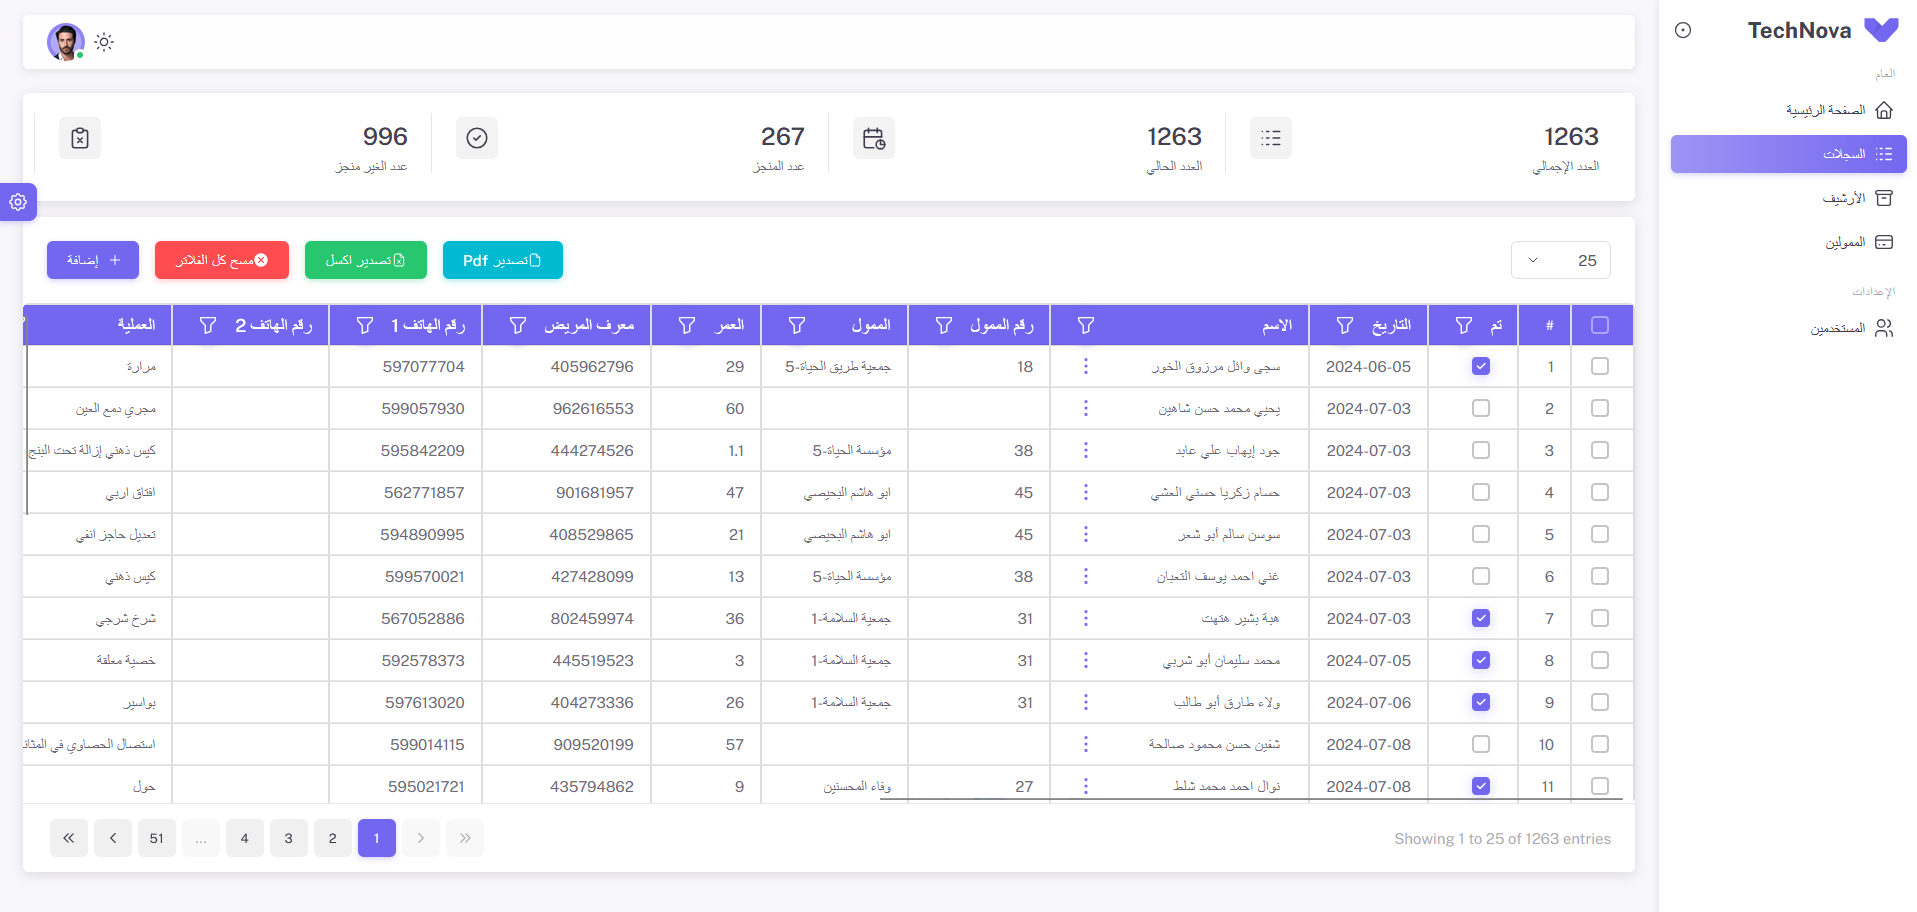 TechNova
العام
الصفحة الرئيسية
السجلات
الأرشيف
الممولين
الإعدادات
المستخدمين
1263 1263 267 996
العدد الإجمالي العدد الحالي عدد المنجز عدد الغير منجز
25 تصدير Pdf تصدير اكسل مسح كل الفلاتر إضافة
# تم التاريخ الاسم رقم الممول الممول العمر معرف المريض رقم الهاتف 1 رقم الهاتف 2 العملية
1 2024-06-05 سجى وائل مرزوق الخور 18 جمعية طريق الحياة-5 29 405962796 597077704 مرارة
2 2024-07-03 يحيي محمد حسن شاهين 60 962616553 599057930 مجري دمع العين
3 2024-07-03 جود إيهاب علي عابد 38 مؤسسة الحياة-5 1.1 444274526 595842209 كيس ذهني إزالة تحت البنج
4 2024-07-03 حسام زكريا حسني العشي 45 ابو هاشم البحيصي 47 901681957 562771857 افتاق اربي
5 2024-07-03 سوسن سالم أبو شعر 45 ابو هاشم البحيصي 21 408529865 594890995 تعديل حاجز انفي
6 2024-07-03 غني احمد يوسف التعبان 38 مؤسسة الحياة-5 13 427428099 599570021 كيس ذهني
7 2024-07-03 هبة بشير هتهت 31 جمعية السلامة-1 36 802459974 567052886 شرخ شرجي
8 2024-07-05 محمد سليمان أبو شربي 31 جمعية السلامة-1 3 445519523 592578373 خصية معلقة
9 2024-07-06 ولاء طارق أبو طالب 31 جمعية السلامة-1 26 404273336 597613020 بواسير
10 2024-07-08 شفين حسن محمود صالحة 57 909520199 599014115 استصال الحصاوي في المثان
11 2024-07-08 نوال احمد محمد شلط 27 وفاء المحسنين 9 435794862 595021721 حول
Showing 1 to 25 of 1263 entries
1 2 3 4 ... 51